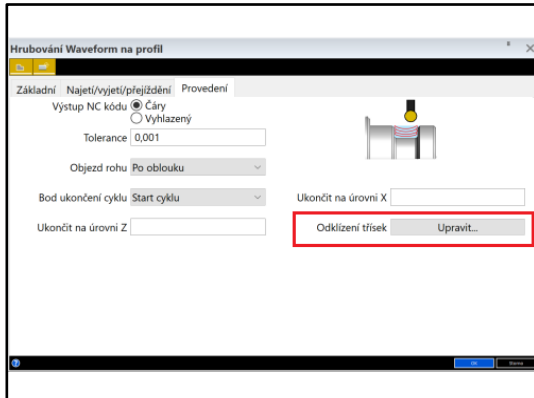 Hrubování Waveform na profil
Základní Najetí/vyjetí/přejíždění Provedení
Výstup NC kódu Čáry
Vyhlazený
Tolerance 0,001
Objezd rohu Po oblouku
Bod ukončení cyklu Start cyklu
Ukončit na úrovni X
Ukončit na úrovni Z
Odklízení třísek Upravit...
OK